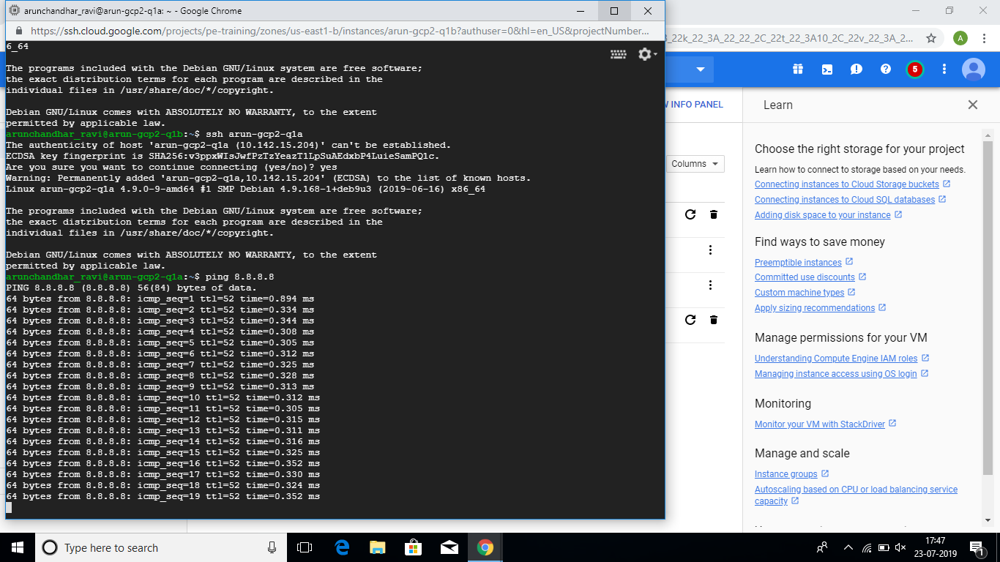 arunchandhar_ravi@arun-gcp2-q1a: ~ - Google Chrome
https://ssh.cloud.google.com/projects/pe-training/zones/us-east1-b/instances/arun-gcp2-q1b?authuser=0&hl=en_US&projectNumber...
6_64
The programs included with the Debian GNU/Linux system are free software;
the exact distribution terms for each program are described in the
individual files in /usr/share/doc/*/copyright.
Debian GNU/Linux comes with ABSOLUTELY NO WARRANTY, to the extent
permitted by applicable law.
arunchandhar_ravi@arun-gcp2-q1b:~$ ssh arun-gcp2-q1a
The authenticity of host 'arun-gcp2-q1a (10.142.15.204)' can't be established.
ECDSA key fingerprint is SHA256:v3ppxWIsJwfPzTzYeazT1LpSuAEdxbP4LuieSamPQ1c.
Are you sure you want to continue connecting (yes/no)? yes
Warning: Permanently added 'arun-gcp2-q1a,10.142.15.204' (ECDSA) to the list of known hosts.
Linux arun-gcp2-q1a 4.9.0-9-amd64 #1 SMP Debian 4.9.168-1+deb9u3 (2019-06-16) x86_64
The programs included with the Debian GNU/Linux system are free software;
the exact distribution terms for each program are described in the
individual files in /usr/share/doc/*/copyright.
Debian GNU/Linux comes with ABSOLUTELY NO WARRANTY, to the extent
permitted by applicable law.
arunchandhar_ravi@arun-gcp2-q1a:~$ ping 8.8.8.8
PING 8.8.8.8 (8.8.8.8) 56(84) bytes of data.
64 bytes from 8.8.8.8: icmp_seq=1 ttl=52 time=0.894 ms
64 bytes from 8.8.8.8: icmp_seq=2 ttl=52 time=0.334 ms
64 bytes from 8.8.8.8: icmp_seq=3 ttl=52 time=0.344 ms
64 bytes from 8.8.8.8: icmp_seq=4 ttl=52 time=0.308 ms
64 bytes from 8.8.8.8: icmp_seq=5 ttl=52 time=0.305 ms
64 bytes from 8.8.8.8: icmp_seq=6 ttl=52 time=0.312 ms
64 bytes from 8.8.8.8: icmp_seq=7 ttl=52 time=0.325 ms
64 bytes from 8.8.8.8: icmp_seq=8 ttl=52 time=0.328 ms
64 bytes from 8.8.8.8: icmp_seq=9 ttl=52 time=0.313 ms
64 bytes from 8.8.8.8: icmp_seq=10 ttl=52 time=0.312 ms
64 bytes from 8.8.8.8: icmp_seq=11 ttl=52 time=0.305 ms
64 bytes from 8.8.8.8: icmp_seq=12 ttl=52 time=0.315 ms
64 bytes from 8.8.8.8: icmp_seq=13 ttl=52 time=0.311 ms
64 bytes from 8.8.8.8: icmp_seq=14 ttl=52 time=0.316 ms
64 bytes from 8.8.8.8: icmp_seq=15 ttl=52 time=0.325 ms
64 bytes from 8.8.8.8: icmp_seq=16 ttl=52 time=0.352 ms
64 bytes from 8.8.8.8: icmp_seq=17 ttl=52 time=0.330 ms
64 bytes from 8.8.8.8: icmp_seq=18 ttl=52 time=0.324 ms
64 bytes from 8.8.8.8: icmp_seq=19 ttl=52 time=0.352 ms
_22k_22_3A_22_22_2C_22t_22_3A10_2C_22v_22_3A_2...
A
5
INFO PANEL
Columns
Learn
Choose the right storage for your project
Learn how to connect to storage based on your needs.
Connecting instances to Cloud Storage buckets
Connecting instances to Cloud SQL databases
Adding disk space to your instance
Find ways to save money
Preemptible instances
Committed use discounts
Custom machine types
Apply sizing recommendations
Manage permissions for your VM
Understanding Compute Engine IAM roles
Managing instance access using OS login
Monitoring
Monitor your VM with StackDriver
Manage and scale
Instance groups
Autoscaling based on CPU or load balancing service
capacity
Type here to search
17:47
23-07-2019
1